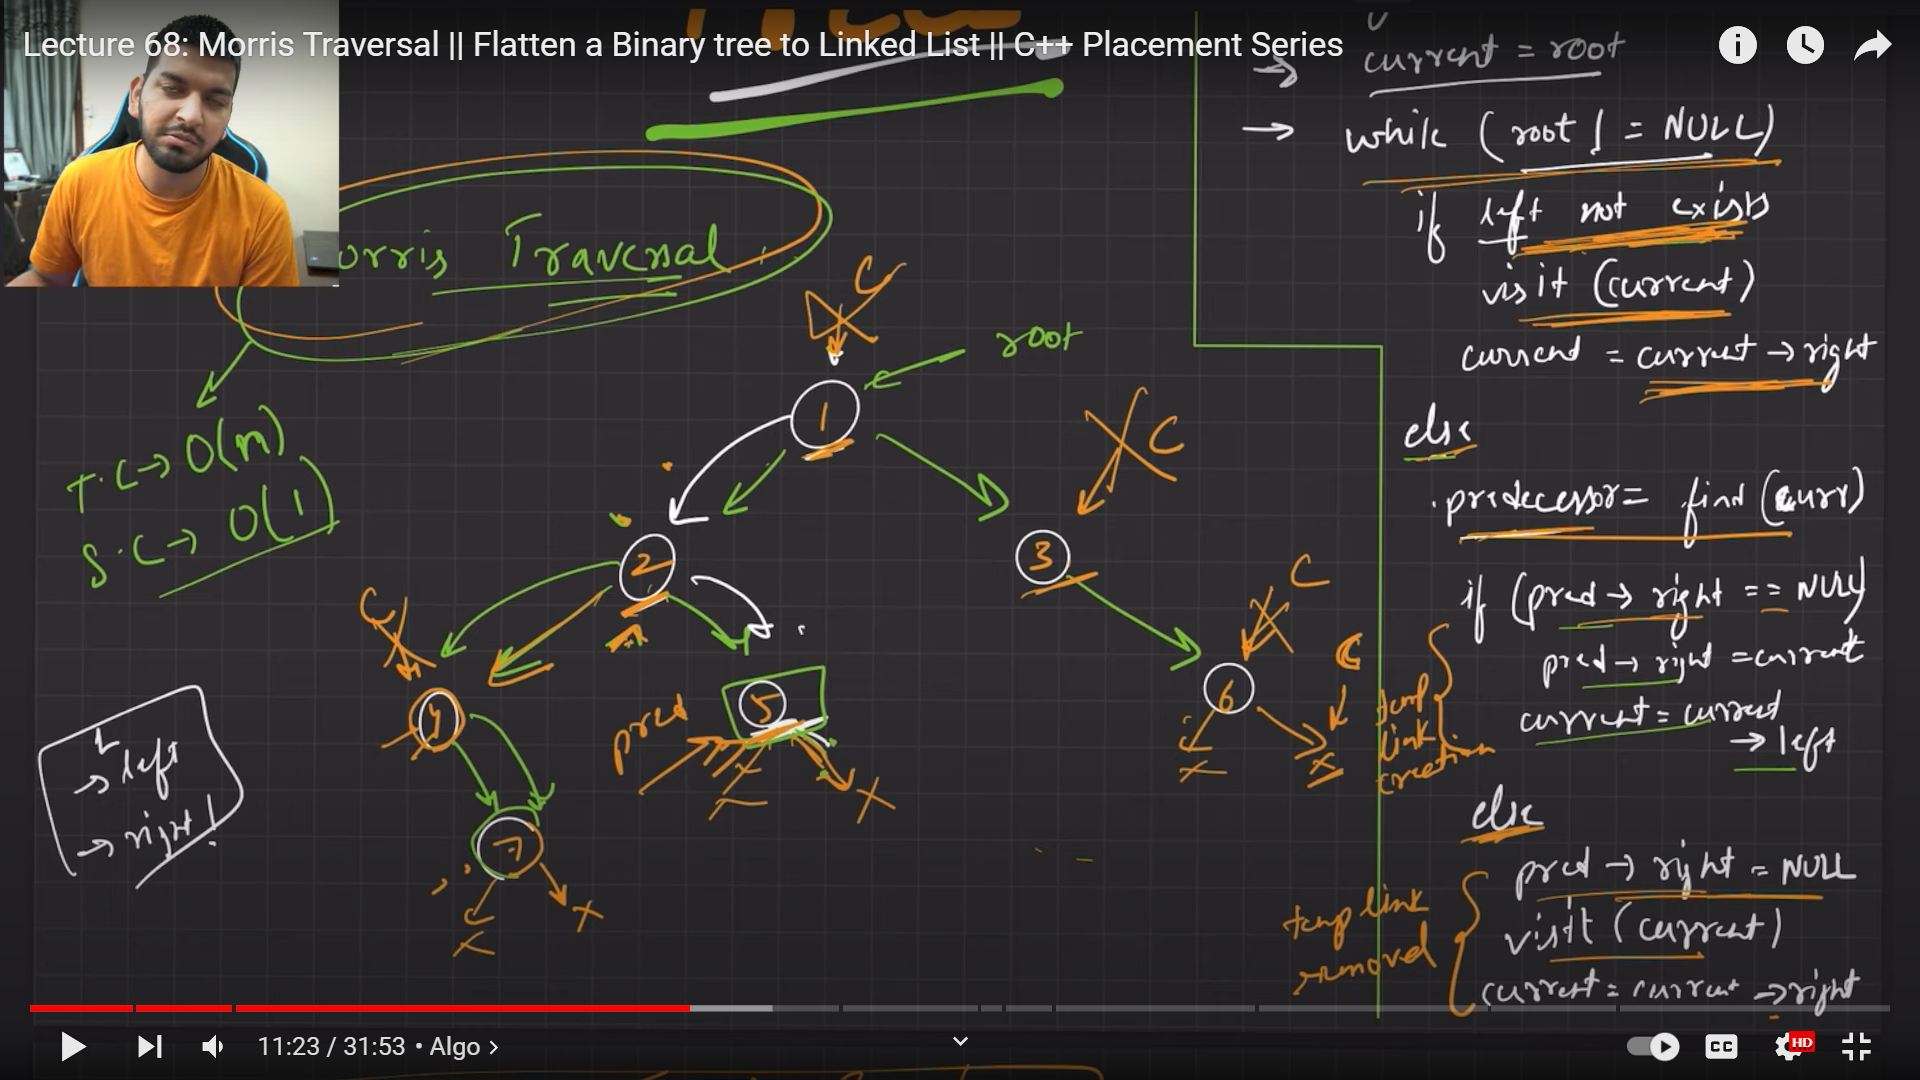 Lecture 68: Morris Traversal || Flatten a Binary tree to Linked List || C++ Placement Series
current = root
while (root != NULL)
if left not exists
visit (current)
current = current → right
else
predecessor = find (curr)
if (pred → right == NULL)
pred → right = current
current = current
→ left
temp
link
creation
else
pred → right = NULL
visit (current)
current = current → right
temp link
removed
orris Traversal
T.C → O(n)
S.C → O(1)
C
root
1
C
2
3
C
C
C
4
5
6
pred
7
→ left
→ right
11:23 / 31:53 • Algo >
CC
HD